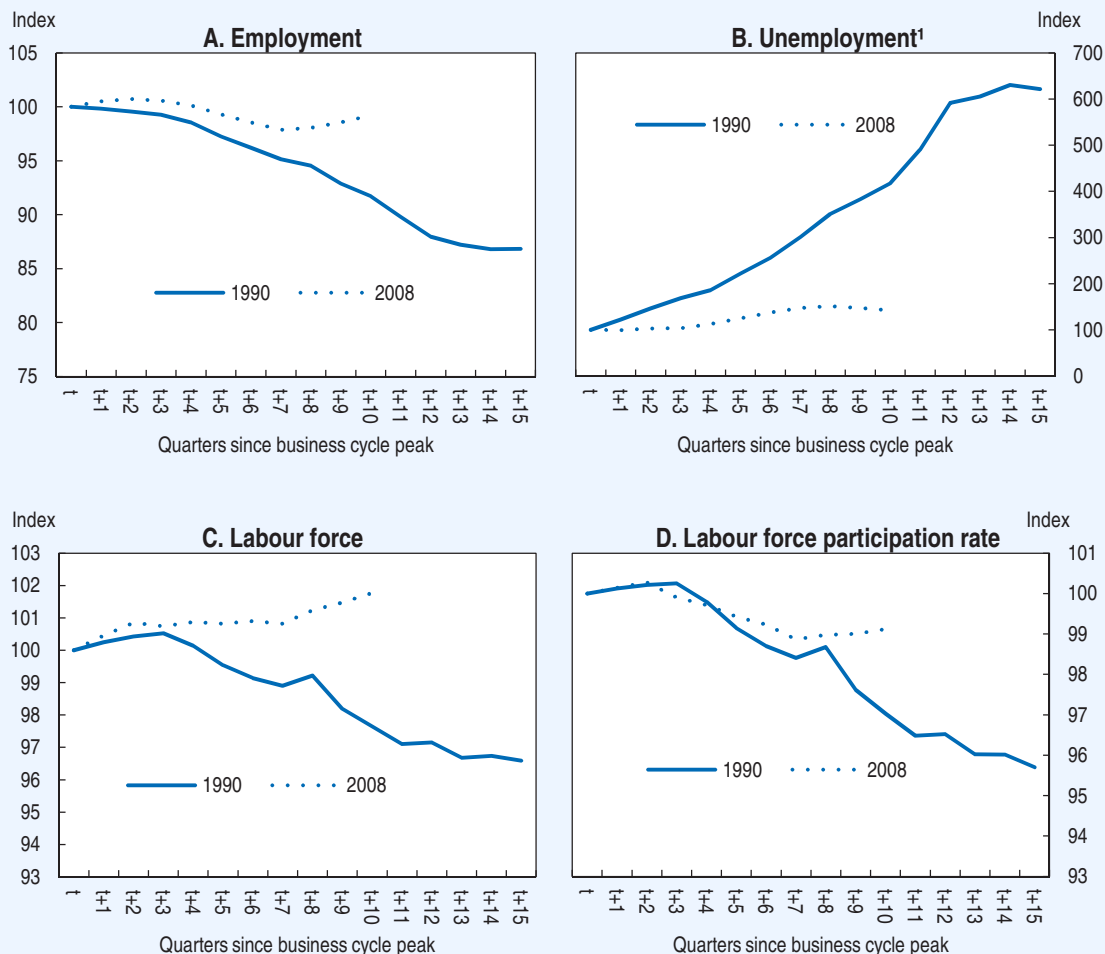 Index
A. Employment
105
100
95
90
85
80
75
1990
2008
t
t+1
t+2
t+3
t+4
t+5
t+6
t+7
t+8
t+9
t+10
t+11
t+12
t+13
t+14
t+15
Quarters since business cycle peak
Index
B. Unemployment¹
700
600
500
400
300
200
100
0
1990
2008
t
t+1
t+2
t+3
t+4
t+5
t+6
t+7
t+8
t+9
t+10
t+11
t+12
t+13
t+14
t+15
Quarters since business cycle peak
Index
C. Labour force
103
102
101
100
99
98
97
96
95
94
93
1990
2008
t
t+1
t+2
t+3
t+4
t+5
t+6
t+7
t+8
t+9
t+10
t+11
t+12
t+13
t+14
t+15
Quarters since business cycle peak
Index
D. Labour force participation rate
101
100
99
98
97
96
95
94
93
1990
2008
t
t+1
t+2
t+3
t+4
t+5
t+6
t+7
t+8
t+9
t+10
t+11
t+12
t+13
t+14
t+15
Quarters since business cycle peak